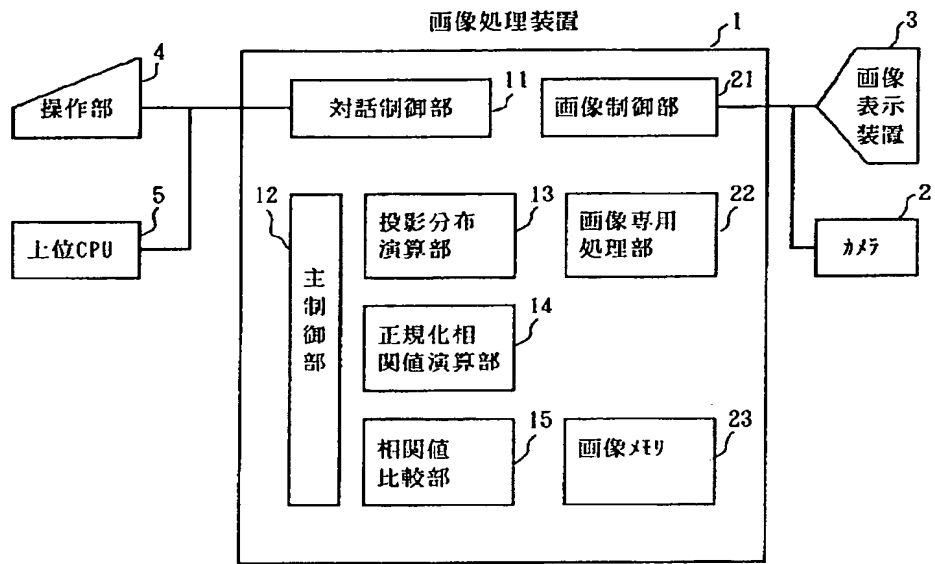 画像処理装置
1
4
操作部
対話制御部
11
画像制御部
21
3
画像
表示
装置
5
上位CPU
12
主制御部
投影分布
演算部
13
画像専用
処理部
22
2
ｶﾒﾗ
正規化相
関値演算部
14
相関値
比較部
15
画像ﾒﾓﾘ
23